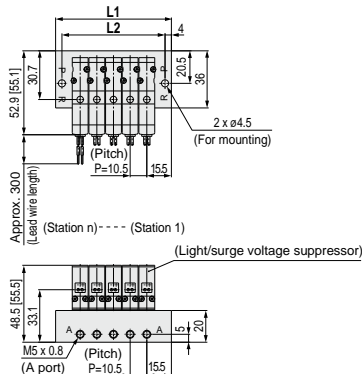 L1
L2
4
P
P
R
R
30.7
52.9 [55.1]
20.5
36
2 x ø4.5
(For mounting)
(Pitch)
P=10.5
15.5
Approx. 300
(Lead wire length)
(Station n)---- (Station 1)
(Light/surge voltage suppressor)
48.5 [55.5]
33.1
A
A
5
20
M5 x 0.8
(A port)
(Pitch)
P=10.5
15.5